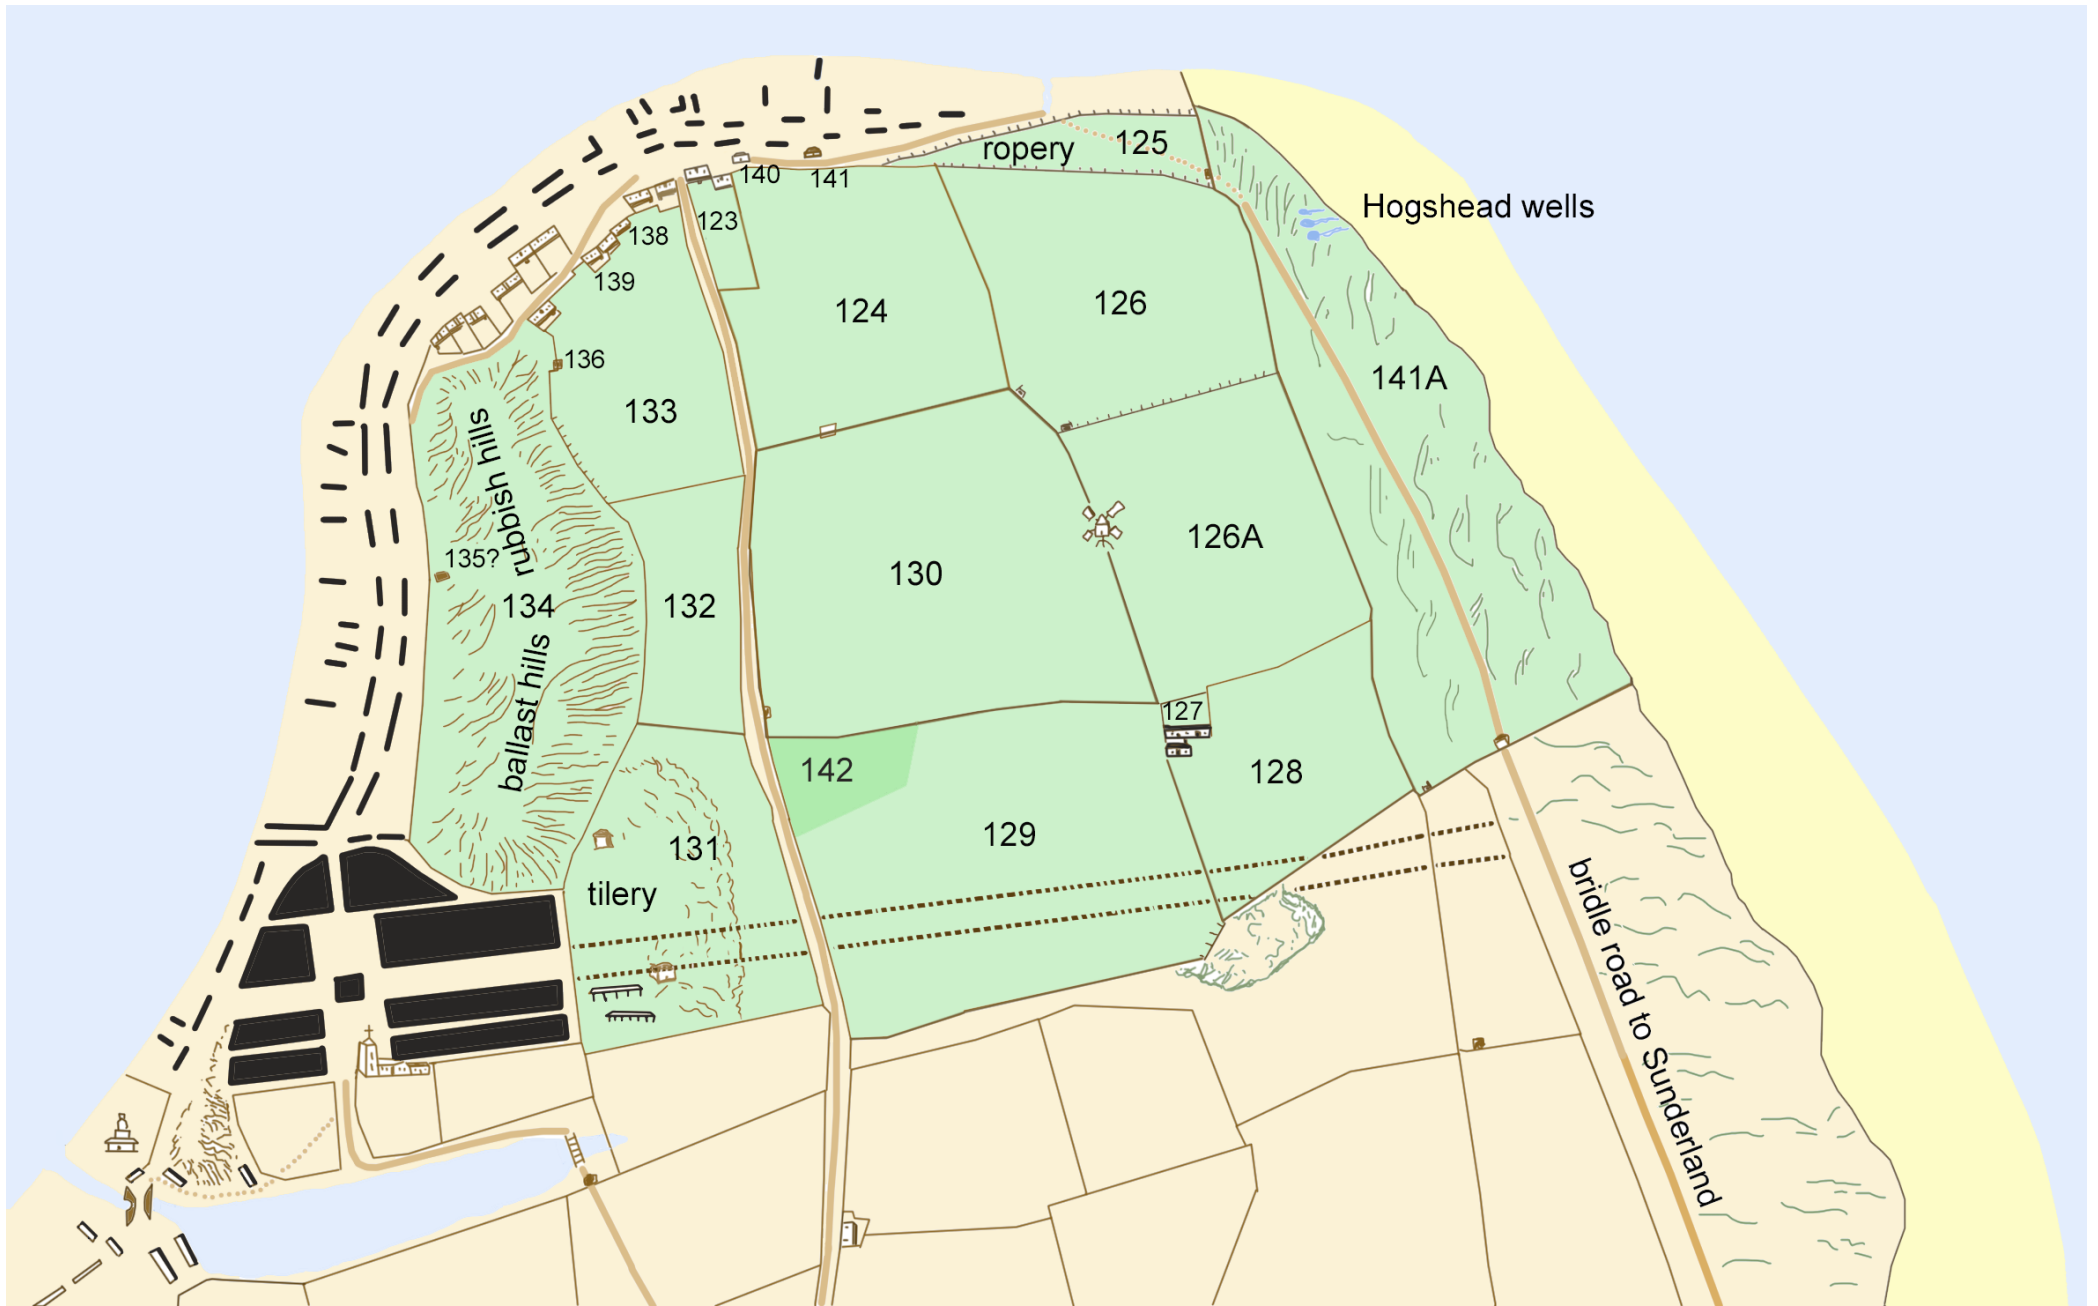 ropery
125
Hogshead wells
140
141
123
138
139
124
126
136
133
141A
rubbish hills
135?
134
132
130
126A
ballast hills
127
142
128
131
129
tilery
bridle road to Sunderland